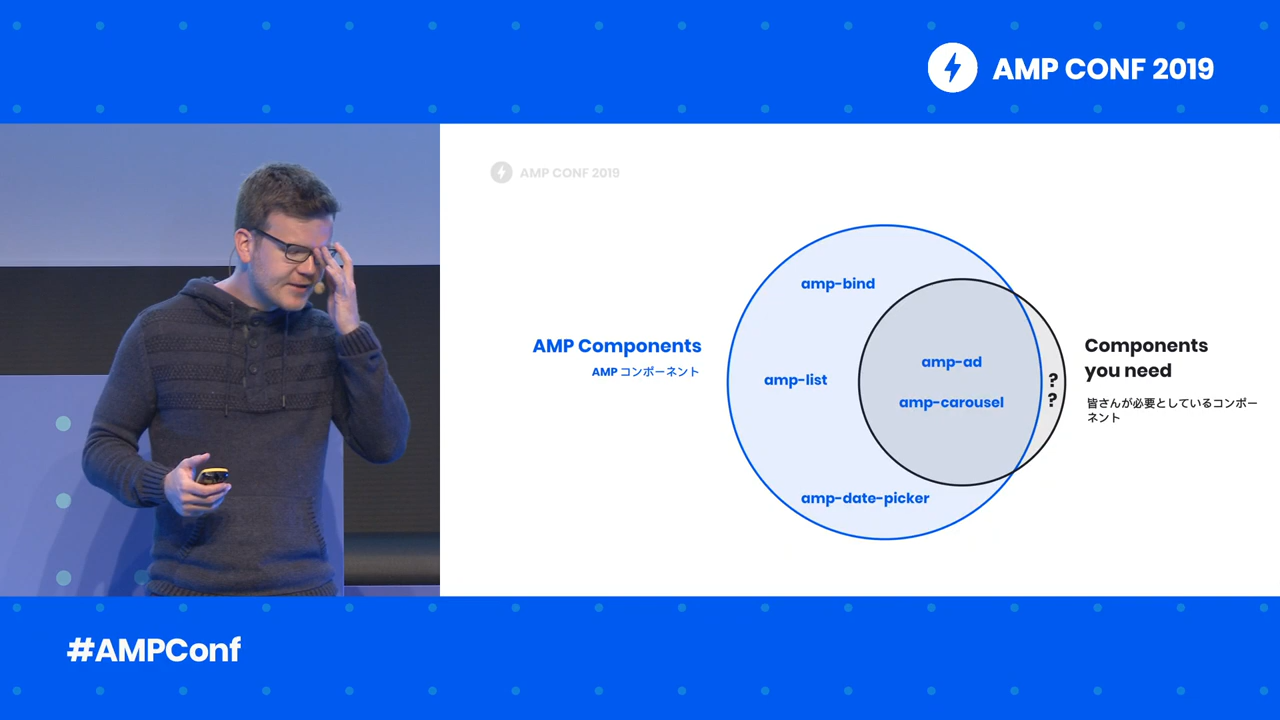 AMP CONF 2019
AMP CONF 2019
amp-bind
AMP Components
AMP コンポーネント
amp-list
amp-ad
amp-carousel
amp-date-picker
?
?
Components
you need
皆さんが必要としているコンポー
ネント
#AMPConf